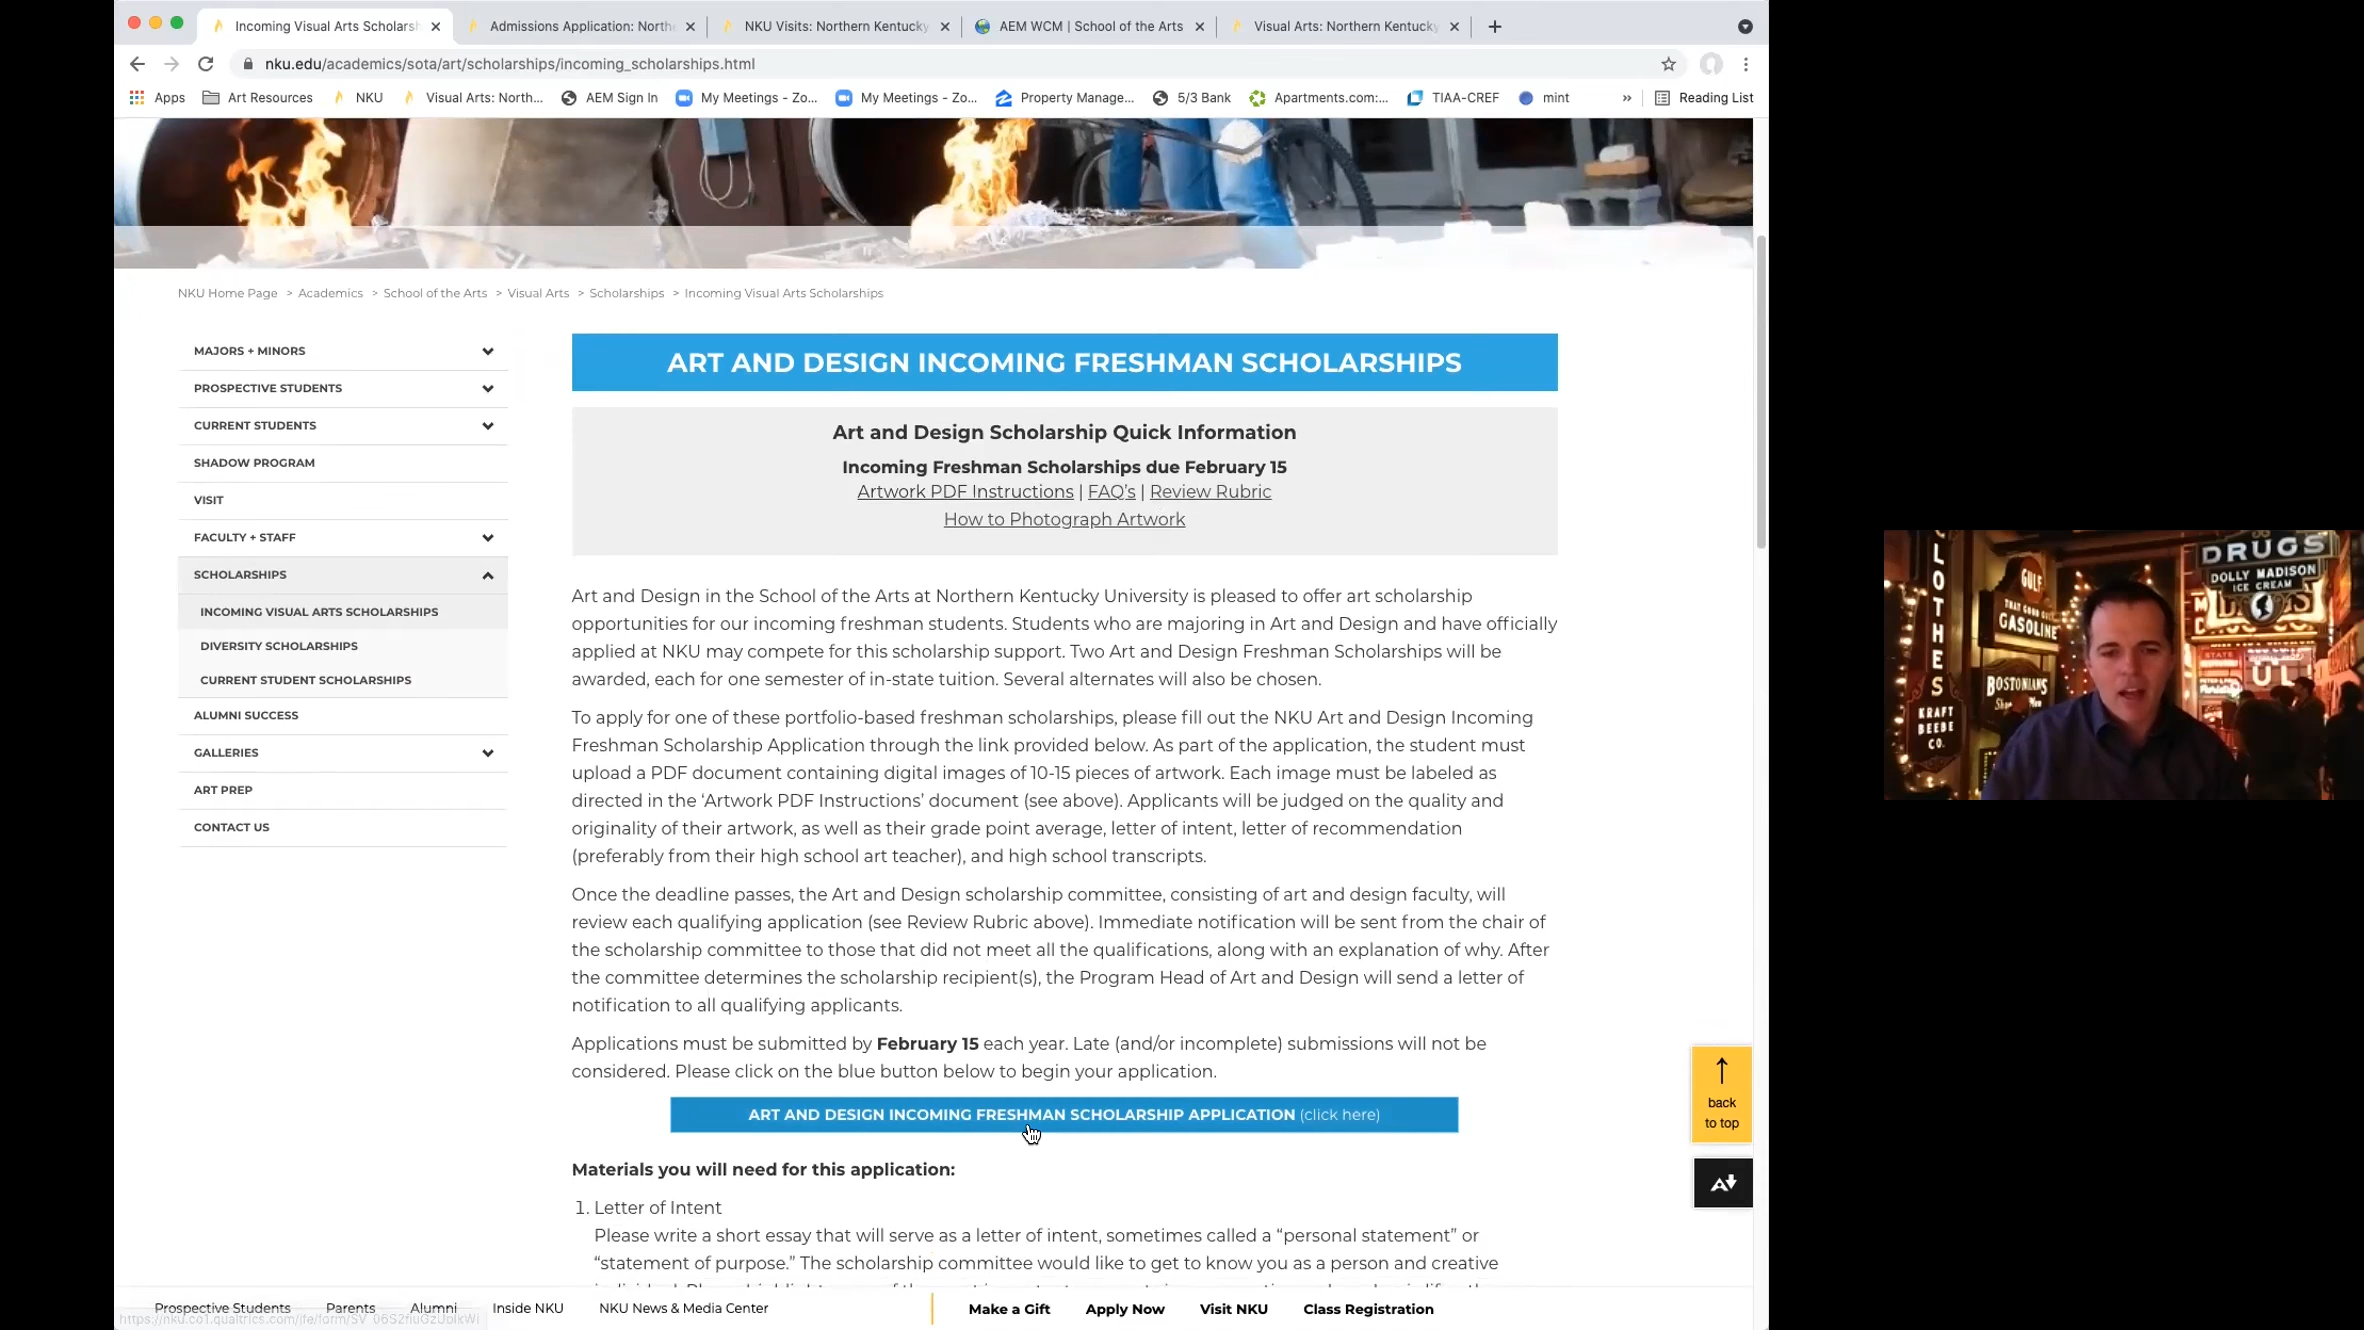 Incoming Visual Arts Scholars
Admissions Application: North
NKU Visits: Northern Kentucky
AEM WCM | School of the Arts
Visual Arts: Northern Kentucky
nku.edu/academics/sota/art/scholarships/incoming_scholarships.html
Apps
Art Resources
NKU
Visual Arts: North...
AEM Sign In
My Meetings - Zo...
My Meetings - Zo...
Property Manage...
5/3 Bank
Apartments.com:...
TIAA-CREF
mint
»
Reading List
NKU Home Page > Academics > School of the Arts > Visual Arts > Scholarships > Incoming Visual Arts Scholarships
MAJORS + MINORS
PROSPECTIVE STUDENTS
CURRENT STUDENTS
SHADOW PROGRAM
VISIT
FACULTY + STAFF
SCHOLARSHIPS
INCOMING VISUAL ARTS SCHOLARSHIPS
DIVERSITY SCHOLARSHIPS
CURRENT STUDENT SCHOLARSHIPS
ALUMNI SUCCESS
GALLERIES
ART PREP
CONTACT US
ART AND DESIGN INCOMING FRESHMAN SCHOLARSHIPS
Art and Design Scholarship Quick Information
Incoming Freshman Scholarships due February 15
Artwork PDF Instructions | FAQ's | Review Rubric
How to Photograph Artwork
Art and Design in the School of the Arts at Northern Kentucky University is pleased to offer art scholarship
opportunities for our incoming freshman students. Students who are majoring in Art and Design and have officially
applied at NKU may compete for this scholarship support. Two Art and Design Freshman Scholarships will be
awarded, each for one semester of in-state tuition. Several alternates will also be chosen.
To apply for one of these portfolio-based freshman scholarships, please fill out the NKU Art and Design Incoming
Freshman Scholarship Application through the link provided below. As part of the application, the student must
upload a PDF document containing digital images of 10-15 pieces of artwork. Each image must be labeled as
directed in the ‘Artwork PDF Instructions’ document (see above). Applicants will be judged on the quality and
originality of their artwork, as well as their grade point average, letter of intent, letter of recommendation
(preferably from their high school art teacher), and high school transcripts.
Once the deadline passes, the Art and Design scholarship committee, consisting of art and design faculty, will
review each qualifying application (see Review Rubric above). Immediate notification will be sent from the chair of
the scholarship committee to those that did not meet all the qualifications, along with an explanation of why. After
the committee determines the scholarship recipient(s), the Program Head of Art and Design will send a letter of
notification to all qualifying applicants.
Applications must be submitted by February 15 each year. Late (and/or incomplete) submissions will not be
considered. Please click on the blue button below to begin your application.
ART AND DESIGN INCOMING FRESHMAN SCHOLARSHIP APPLICATION (click here)
Materials you will need for this application:
1. Letter of Intent
Please write a short essay that will serve as a letter of intent, sometimes called a “personal statement” or
“statement of purpose.” The scholarship committee would like to get to know you as a person and creative
back
to top
Prospective Students
Parents
Alumni
Inside NKU
NKU News & Media Center
Make a Gift
Apply Now
Visit NKU
Class Registration
LOTHES
KRAFT
BEEDE
CO.
GULF
THAT GOOD GULF
GASOLINE
BOSTONIANS
DRUGS
DOLLY MADISON
ICE CREAM